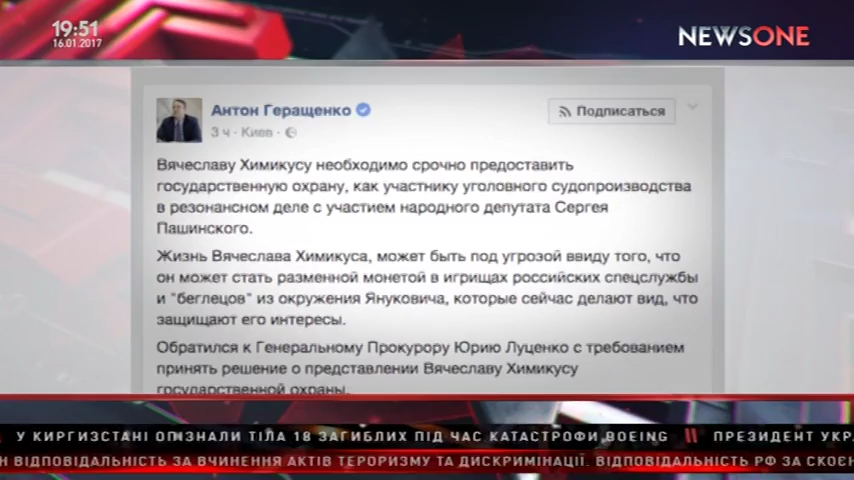 19:51
16.01.2017
NEWSONE
Антон Геращенко
Подписаться
3 ч · Киев ·
Вячеславу Химикусу необходимо срочно предоставить
государственную охрану, как участнику уголовного судопроизводства
в резонансном деле с участием народного депутата Сергея
Пашинского.
Жизнь Вячеслава Химикуса, может быть под угрозой ввиду того, что
он может стать разменной монетой в игрищах российских спецслужбы
и "беглецов" из окружения Януковича, которые сейчас делают вид, что
защищают его интересы.
Обратился к Генеральному Прокурору Юрию Луценко с требованием
принять решение о представлении Вячеславу Химикусу
государственной охраны.
У КИРГИЗСТАНІ ОПІЗНАЛИ ТІЛА 18 ЗАГИБЛИХ ПІД ЧАС КАТАСТРОФИ BOEING || ПРЕЗИДЕНТ УКРА
Н ВІДПОВІДАЛЬНІСТЬ ЗА ВЧИНЕННЯ АКТІВ ТЕРОРИЗМУ ТА ДИСКРИМІНАЦІЇ. ВІДПОВІДАЛЬНІСТЬ РФ ЗА СКОЄН